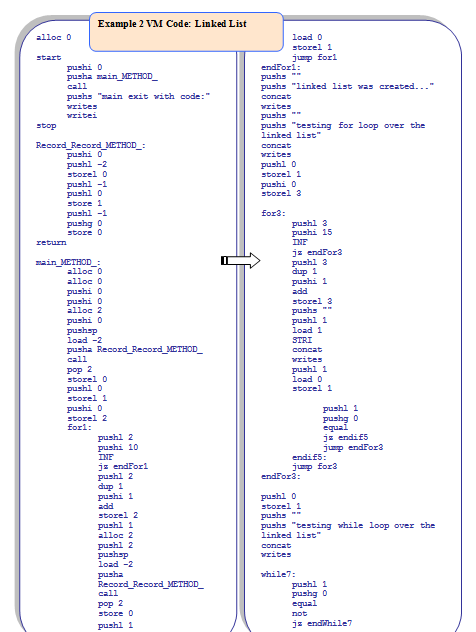 Example 2 VM Code: Linked List
alloc 0
start
pushi 0
pusha main_METHOD_
call
pushs "main exit with code:"
writes
writei
stop
Record_Record_METHOD_:
pushi 0
pushl -2
storel 0
pushl -1
pushl 0
store 1
pushl -1
pushg 0
store 0
return
main_METHOD_:
alloc 0
alloc 0
pushi 0
pushi 0
alloc 2
pushi 0
pushsp
load -2
pusha Record_Record_METHOD_
call
pop 2
storel 0
pushl 0
storel 1
pushi 0
storel 2
for1:
pushl 2
pushi 10
INF
jz endFor1
pushl 2
dup 1
pushi 1
add
storel 2
pushl 1
alloc 2
pushl 2
pushsp
load -2
pusha
Record_Record_METHOD_
call
pop 2
store 0
pushl 1
load 0
storel 1
jump for1
endFor1:
pushs ""
pushs "linked list was created..."
concat
writes
pushs ""
pushs "testing for loop over the
linked list"
concat
writes
pushl 0
storel 1
pushi 0
storel 3
for3:
pushl 3
pushi 15
INF
jz endFor3
pushl 3
dup 1
pushi 1
add
storel 3
pushs ""
pushl 1
load 1
STRI
concat
writes
pushl 1
load 0
storel 1
pushl 1
pushg 0
equal
jz endif5
jump endFor3
endif5:
jump for3
endFor3:
pushl 0
storel 1
pushs ""
pushs "testing while loop over the
linked list"
concat
writes
while7:
pushl 1
pushg 0
equal
not
jz endWhile7